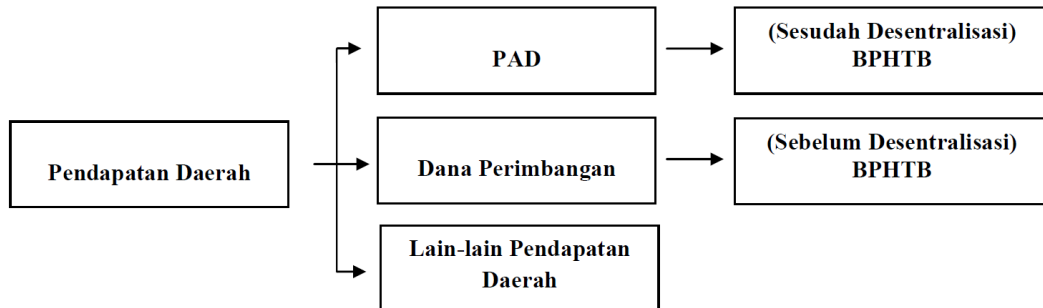 Pendapatan Daerah
PAD
(Sesudah Desentralisasi)
BPHTB
Dana Perimbangan
(Sebelum Desentralisasi)
BPHTB
Lain-lain Pendapatan
Daerah